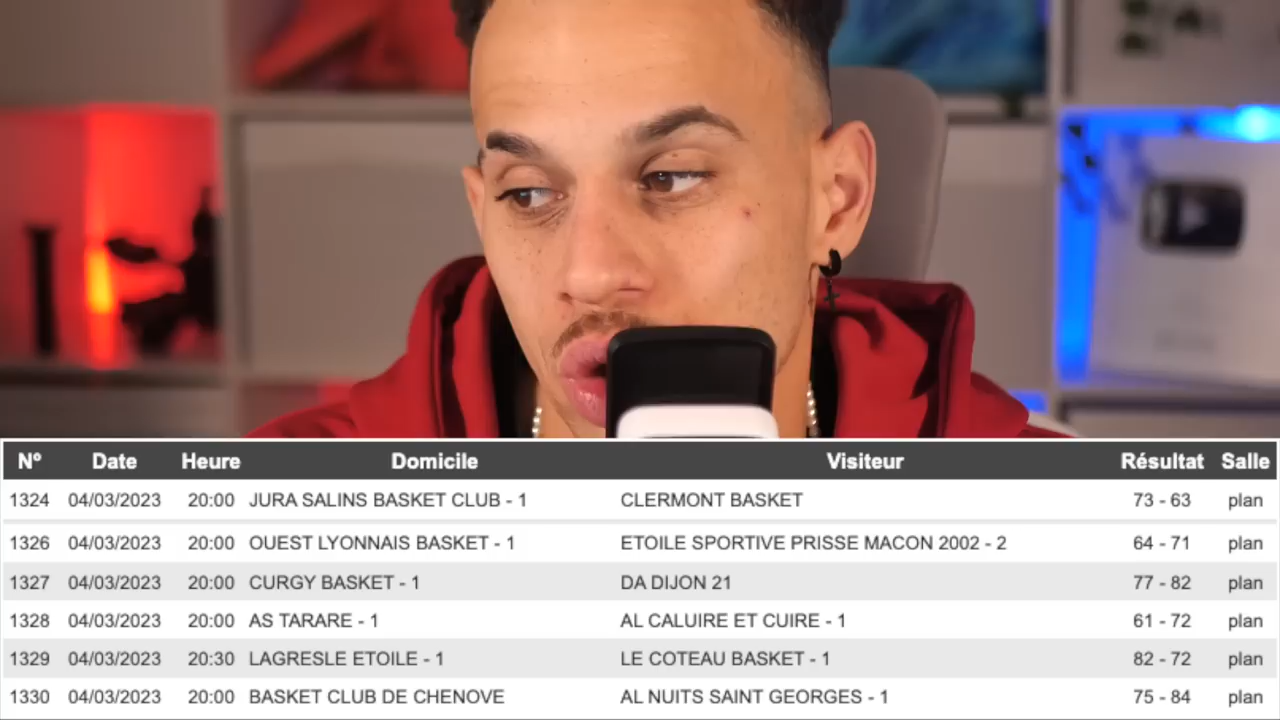 Nº Date Heure Domicile Visiteur Résultat Salle
1324 04/03/2023 20:00 JURA SALINS BASKET CLUB - 1 CLERMONT BASKET 73 - 63 plan
1326 04/03/2023 20:00 OUEST LYONNAIS BASKET - 1 ETOILE SPORTIVE PRISSE MACON 2002 - 2 64 - 71 plan
1327 04/03/2023 20:00 CURGY BASKET - 1 DA DIJON 21 77 - 82 plan
1328 04/03/2023 20:00 AS TARARE - 1 AL CALUIRE ET CUIRE - 1 61 - 72 plan
1329 04/03/2023 20:30 LAGRESLE ETOILE - 1 LE COTEAU BASKET - 1 82 - 72 plan
1330 04/03/2023 20:00 BASKET CLUB DE CHENOVE AL NUITS SAINT GEORGES - 1 75 - 84 plan